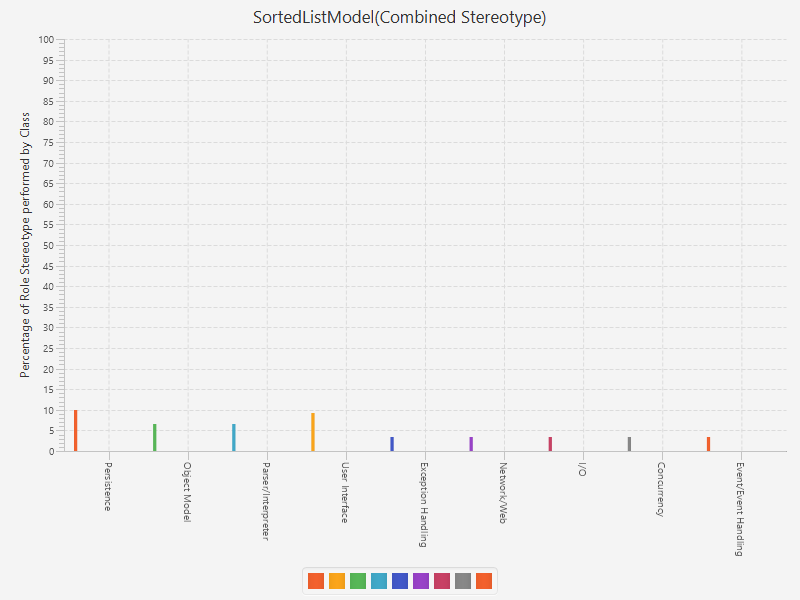 SortedListModel(Combined Stereotype)
Percentage of Role Stereotype performed by Class
100
95
90
85
80
75
70
65
60
55
50
45
40
35
30
25
20
15
10
5
0
Persistence
Object Model
Parser/Interpreter
User Interface
Exception Handling
Network/Web
I/O
Concurrency
Event/Event Handling